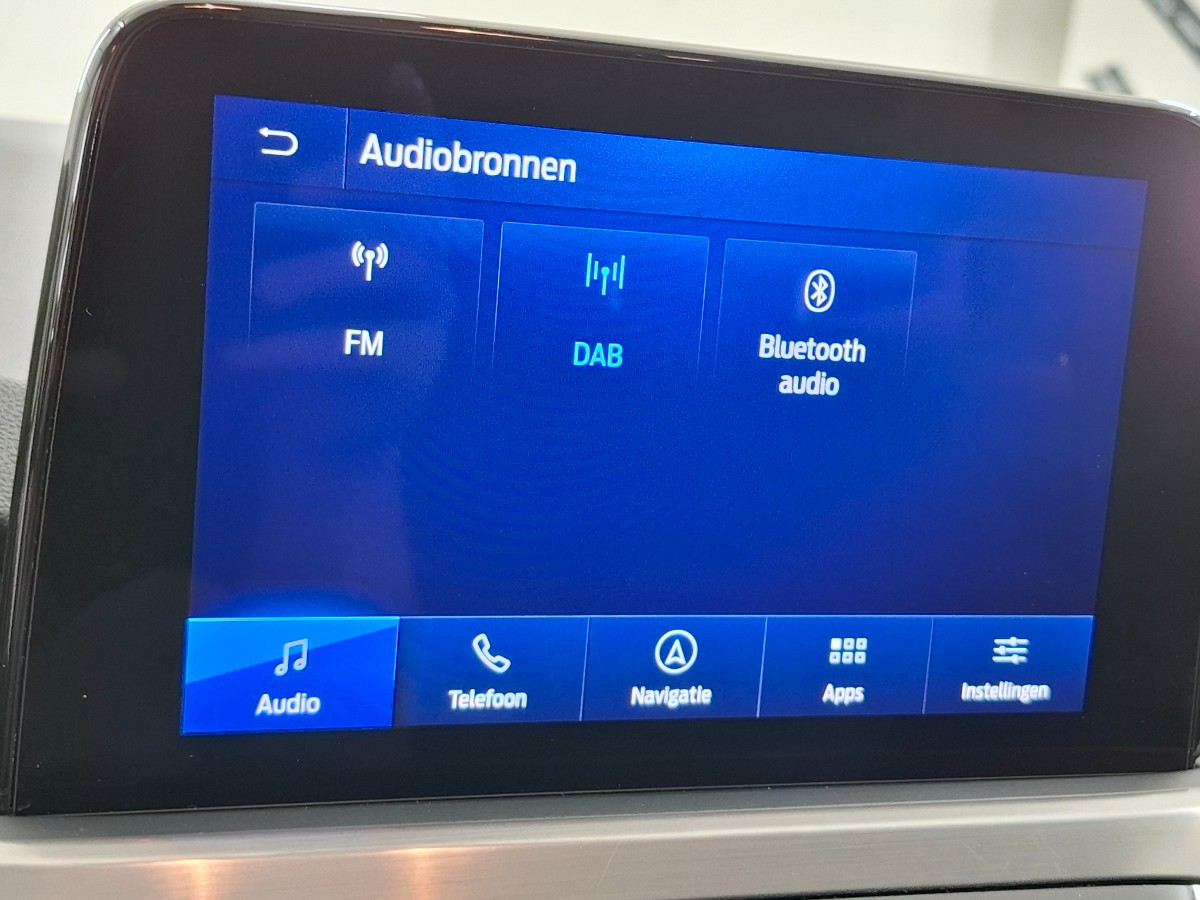 Audiobronnen
FM
DAB
Bluetooth
audio
Audio
Telefoon
Navigatie
Apps
Instellingen